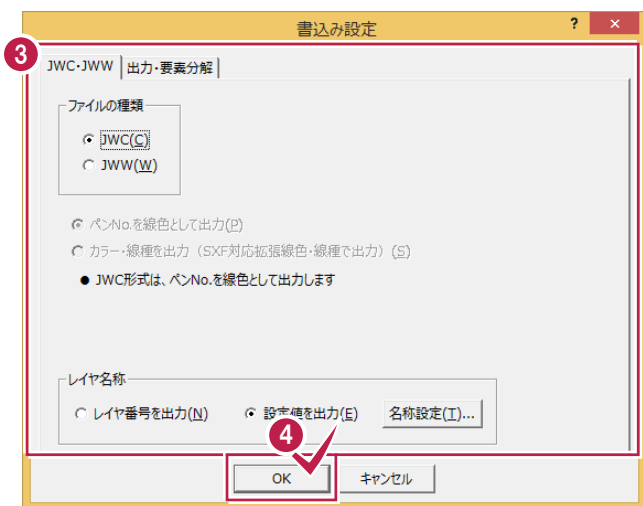 書込み設定
?
×
3
JWC・JWW
出力・要素分解
ファイルの種類
JWC(C)
JWW(W)
ペンNo.を線色として出力(P)
カラー・線種を出力（SXF対応拡張線色・線種で出力）(S)
● JWC形式は、ペンNo.を線色として出力します
レイヤ名称
レイヤ番号を出力(N)
設定値を出力(E)
名称設定(T)...
4
OK
キャンセル